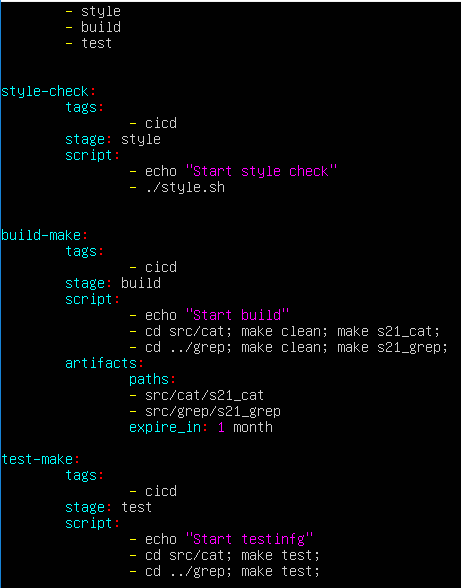 - style
- build
- test
style-check:
tags:
- cicd
stage: style
script:
- echo "Start style check"
- ./style.sh
build-make:
tags:
- cicd
stage: build
script:
- echo "Start build"
- cd src/cat; make clean; make s21_cat;
- cd ../grep; make clean; make s21_grep;
artifacts:
paths:
- src/cat/s21_cat
- src/grep/s21_grep
expire_in: 1 month
test-make:
tags:
- cicd
stage: test
script:
- echo "Start testinfg"
- cd src/cat; make test;
- cd ../grep; make test;